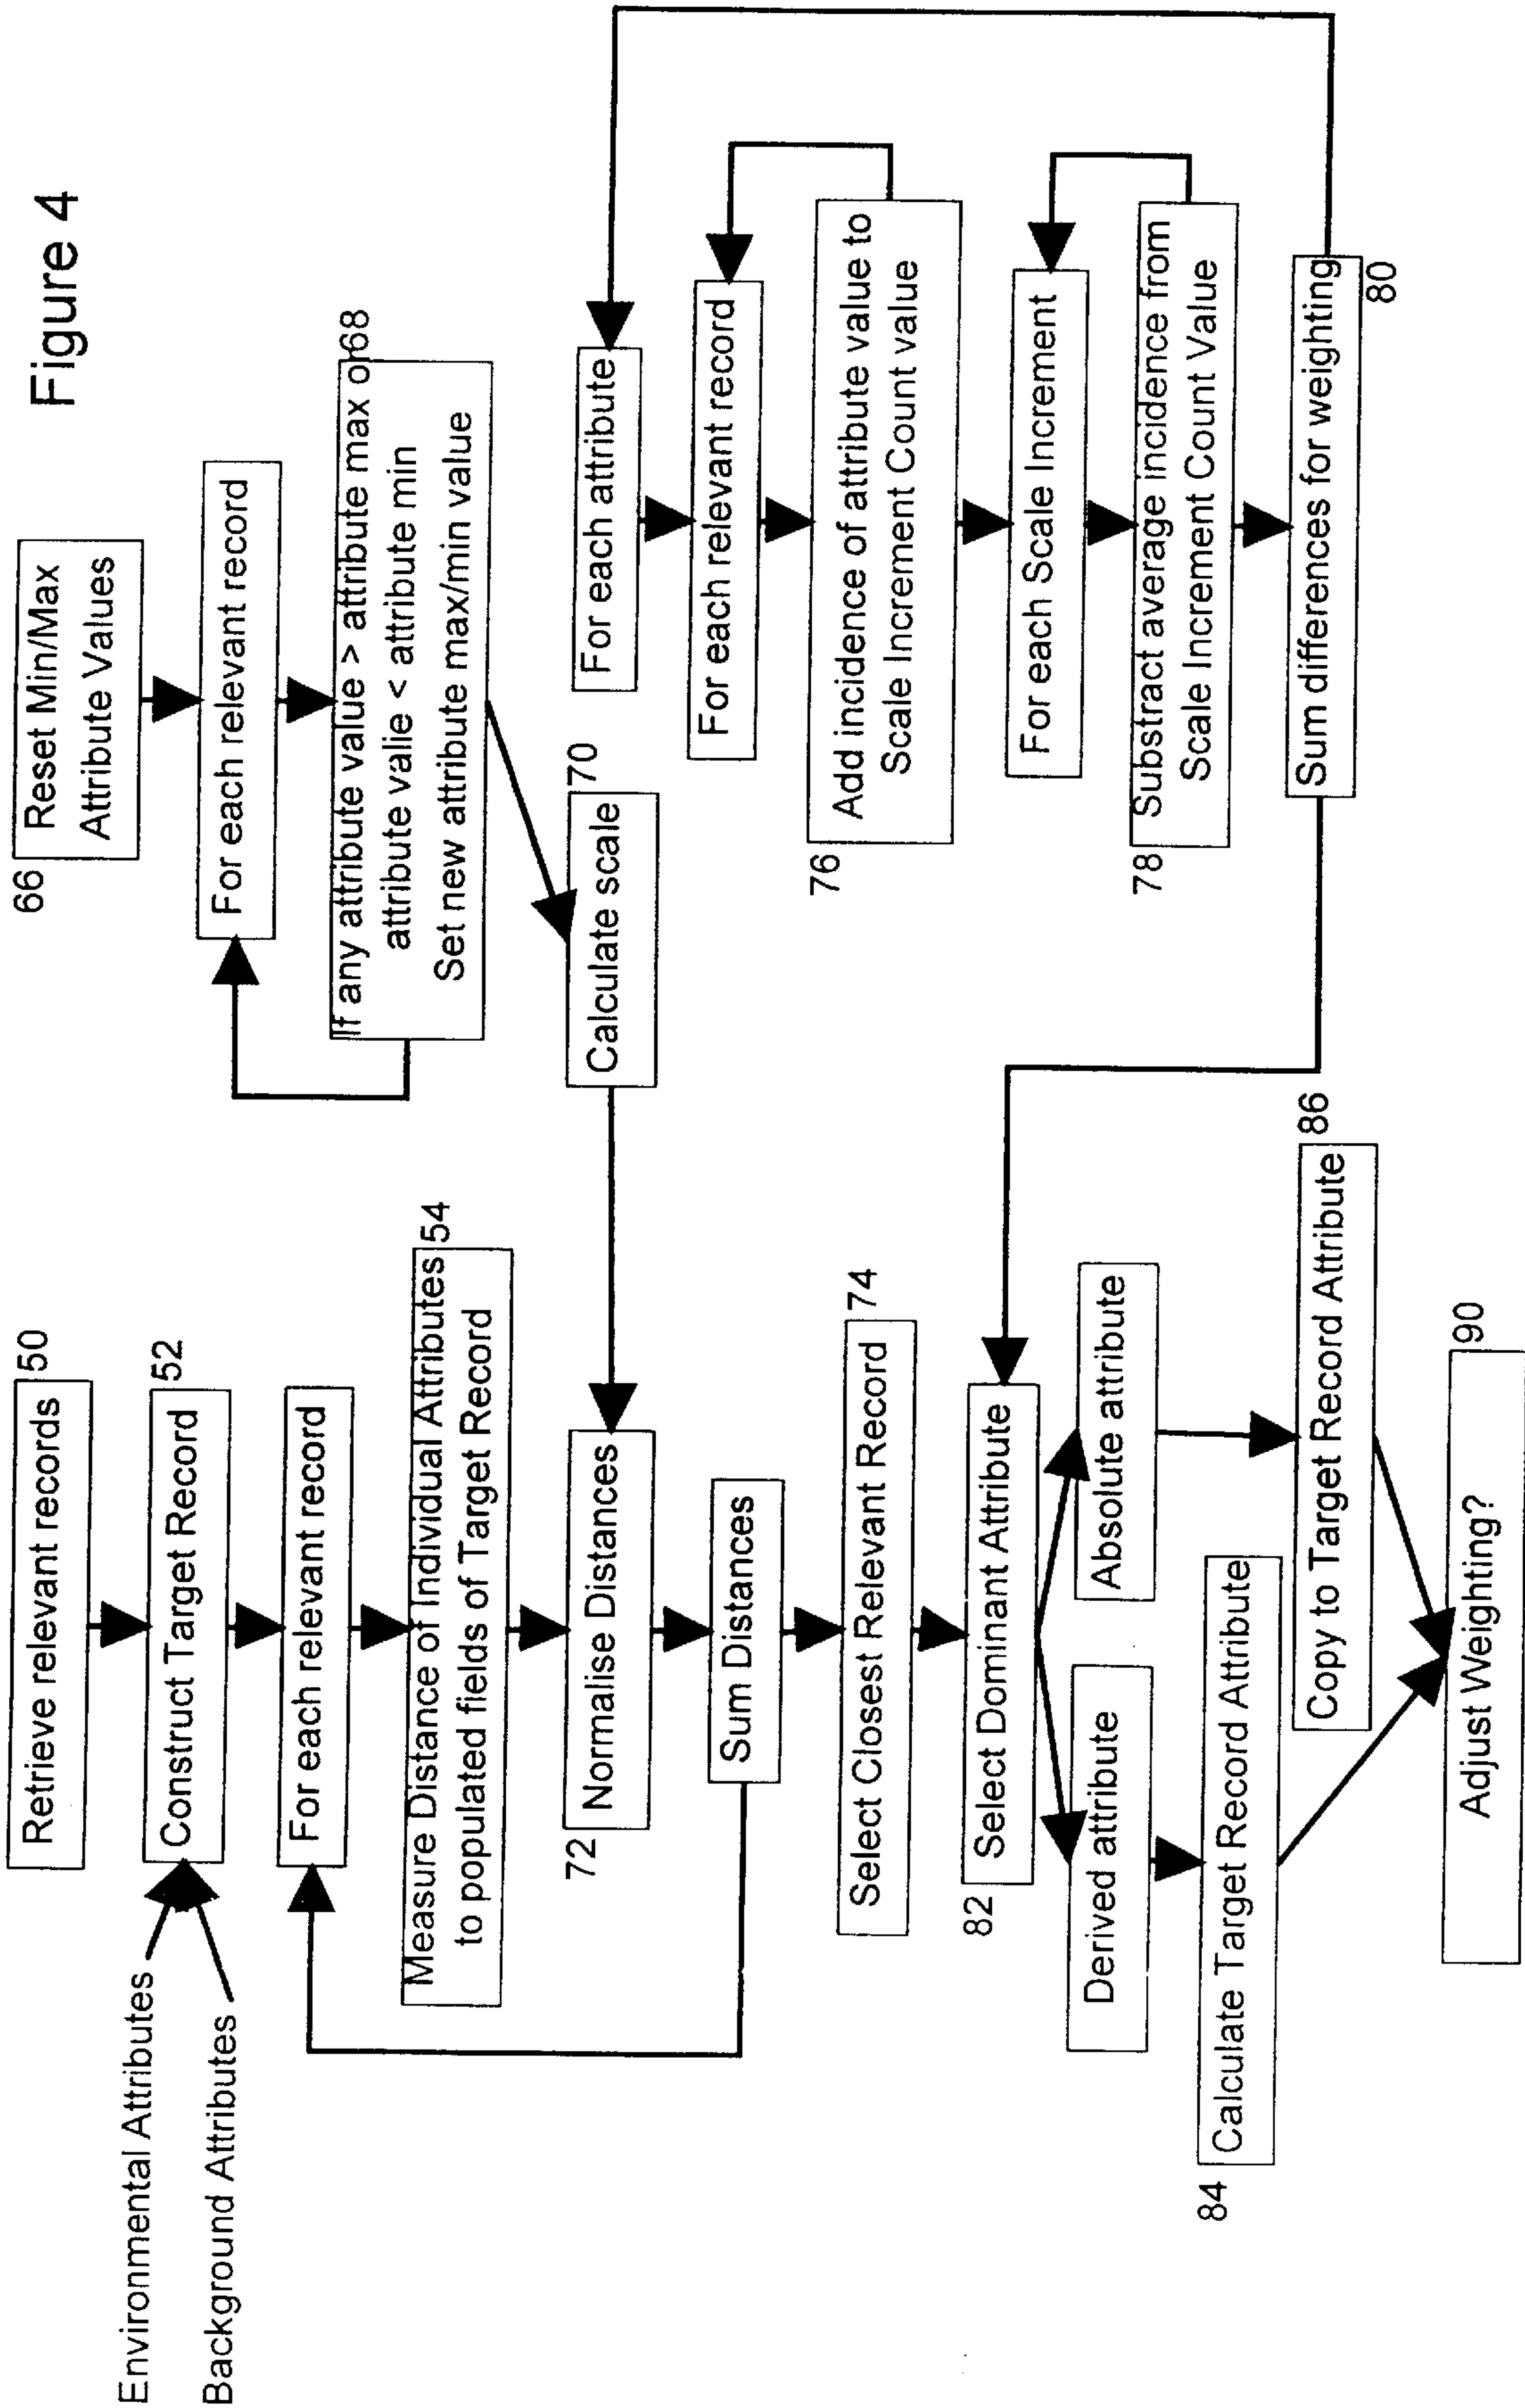 Figure 4
Environmental Attributes
Background Attributes
Retrieve relevant records
50
Construct Target Record
52
For each relevant record
Measure Distance of Individual Attributes
to populated fields of Target Record
54
72
Normalise Distances
Sum Distances
Select Closest Relevant Record
74
82
Select Dominant Attribute
Derived attribute
Absolute attribute
84
Calculate Target Record Attribute
Copy to Target Record Attribute
86
Adjust Weighting?
90
66
Reset Min/Max
Attribute Values
For each relevant record
If any attribute value > attribute max or
attribute valie < attribute min
Set new attribute max/min value
68
Calculate scale
70
For each attribute
For each relevant record
76
Add incidence of attribute value to
Scale Increment Count value
For each Scale Increment
78
Substract average incidence from
Scale Increment Count Value
Sum differences for weighting
80